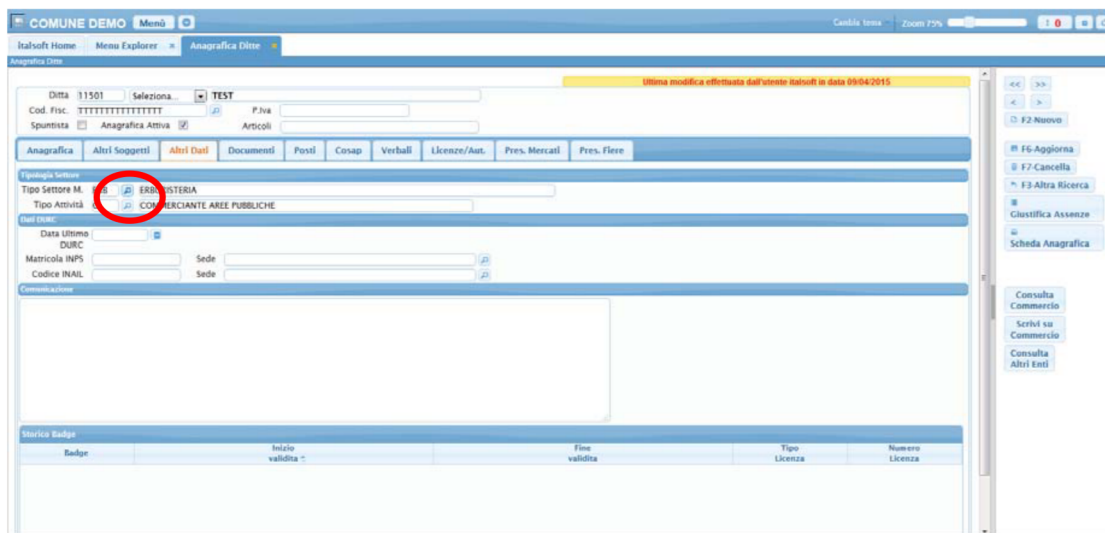 COMUNE DEMO Menù
Cambia tema Zoom 75% 0
italsoft Home Menu Explorer Anagrafica Ditte
Anagrafica Ditte
Ultima modifica effettuata dall'utente italsoft in data 09/04/2015
Ditta 11501 Seleziona... TEST
Cod. Fisc. TTTTTTTTTTTTTTTT P.Iva
Spuntista Anagrafica Attiva Articoli
Anagrafica Altri Soggetti Altri Dati Documenti Posti Cosap Verbali Licenze/Aut. Pres. Mercati Pres. Fiere
Tipologia Settore
Tipo Settore M. ERBORISTERIA
Tipo Attività COMMERCIANTE AREE PUBBLICHE
Dati DURC
Data Ultimo
DURC
Matricola INPS Sede
Codice INAIL Sede
Comunicazione
Storico Badge
Badge Inizio validita Fine validita Tipo Licenza Numero Licenza
<< >>
< >
F2-Nuovo
F6-Aggiorna
F7-Cancella
F3-Altra Ricerca
Giustifica Assenze
Scheda Anagrafica
Consulta
Commercio
Scrivi su
Commercio
Consulta
Altri Enti